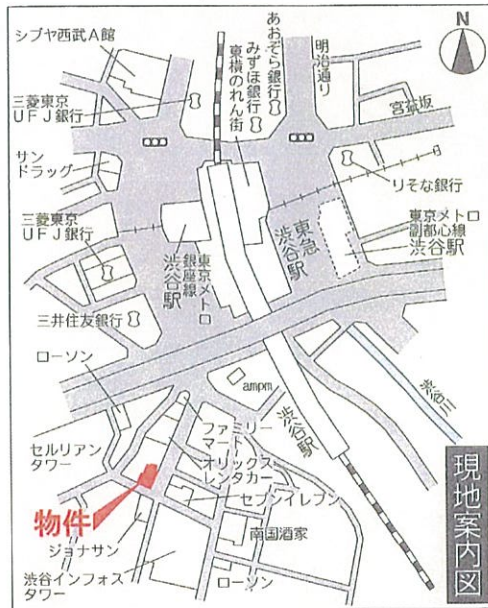 シブヤ西武A館
三菱東京
UFJ銀行
サン
ドラッグ
三菱東京
UFJ銀行
三井住友銀行
ローソン
セルリアン
タワー
物件
ジョナサン
渋谷インフォス
タワー
東横のれん街
みずほ銀行
あおぞら銀行
明治通り
N
宮益坂
りそな銀行
東京メトロ
副都心線
渋谷駅
東急
渋谷駅
東京メトロ
銀座線
渋谷駅
渋谷川
ampm
渋谷駅
ファミリー
マート
オリックス
レンタカー
セブンイレブン
南国酒家
ローソン
現地案内図